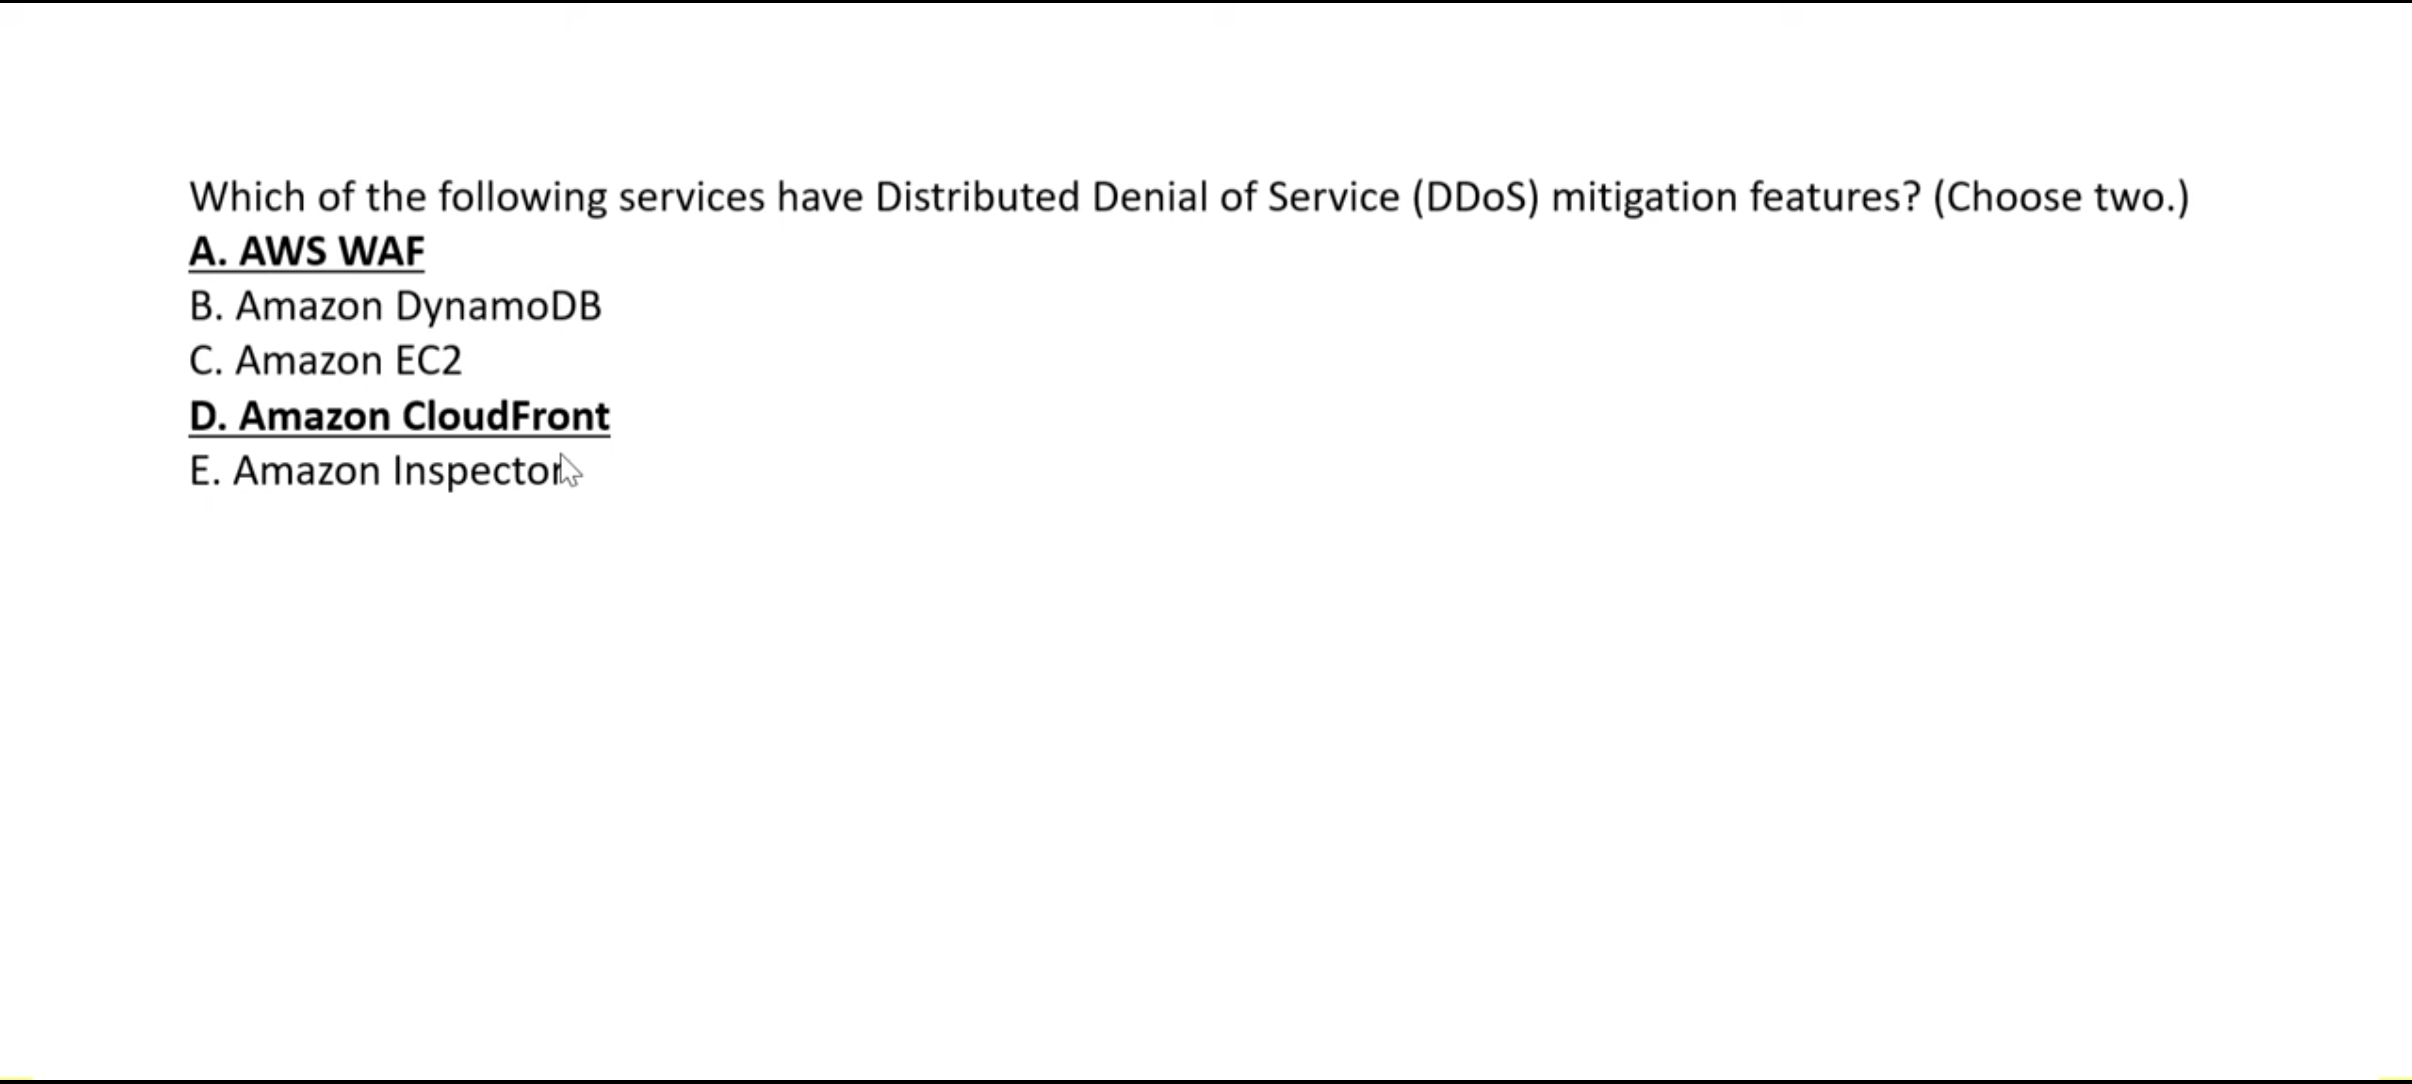 Which of the following services have Distributed Denial of Service (DDoS) mitigation features? (Choose two.)
A. AWS WAF
B. Amazon DynamoDB
C. Amazon EC2
D. Amazon CloudFront
E. Amazon Inspector